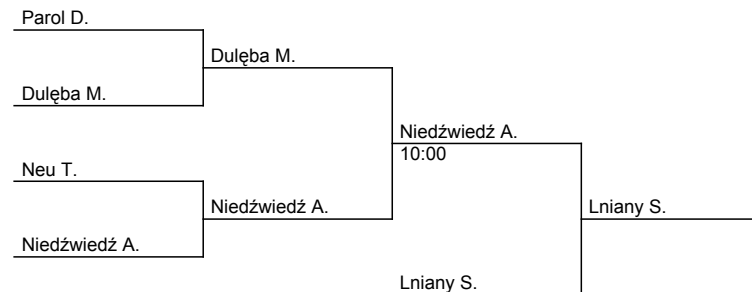 Parol D.
Dulęba M.
Dulęba M.
Niedźwiedź A.
10:00
Neu T.
Niedźwiedź A.
Lniany S.
Niedźwiedź A.
Lniany S.